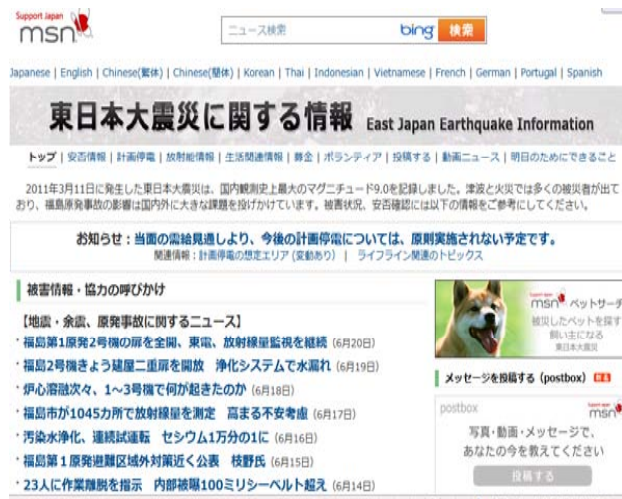 Support Japan
msn
ニュース検索 bing 検索
Japanese | English | Chinese(繁体) | Chinese(簡体) | Korean | Thai | Indonesian | Vietnamese | French | German | Portugal | Spanish
東日本大震災に関する情報 East Japan Earthquake Information
トップ | 安否情報 | 計画停電 | 放射能情報 | 生活関連情報 | 募金 | ボランティア | 投稿する | 動画ニュース | 明日のためにできること
2011年3月11日に発生した東日本大震災は、国内観測史上最大のマグニチュード9.0を記録しました。津波と火災では多くの被災者が出て
おり、福島原発事故の影響は国内外に大きな課題を投げかけています。被害状況、安否確認には以下の情報をご参考にしてください。
お知らせ：当面の需給見通しより、今後の計画停電については、原則実施されない予定です。
関連情報：計画停電の想定エリア (変動あり) | ライフライン関連のトピックス
被害情報・協力の呼びかけ
【地震・余震、原発事故に関するニュース】
・福島第1原発2号機の扉を全開、東電、放射線量監視を継続 (6月20日)
・福島2号機きょう建屋二重扉を開放 浄化システムで水漏れ (6月19日)
・炉心溶融次々、1～3号機で何が起きたのか (6月18日)
・福島市が1045カ所で放射線量を測定 高まる不安考慮 (6月17日)
・汚染水浄化、連続試運転 セシウム1万分の1に (6月16日)
・福島第１原発避難区域外対策近く公表 枝野氏 (6月15日)
・23人に作業離脱を指示 内部被曝100ミリシーベルト超え (6月14日)
msn ペットサーチ
被災したペットを探す
飼い主になる
東日本大震災
メッセージを投稿する (postbox)
postbox
msn
写真・動画・メッセージで、
あなたの今を教えてください
投稿する